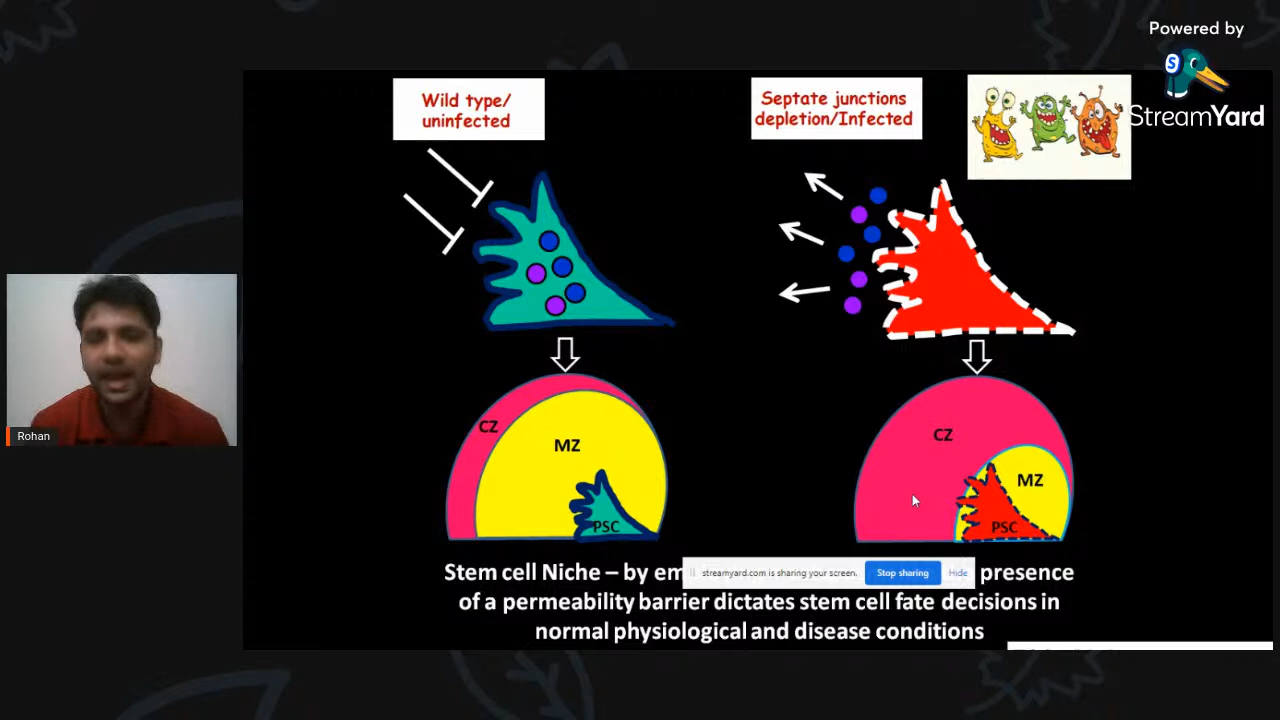 Powered by
StreamYard
Wild type/
uninfected
Septate junctions
depletion/Infected
CZ
MZ
PSC
CZ
MZ
PSC
Rohan
Stem cell Niche – by em presence
streamyard.com is sharing your screen. Stop sharing Hide
of a permeability barrier dictates stem cell fate decisions in
normal physiological and disease conditions